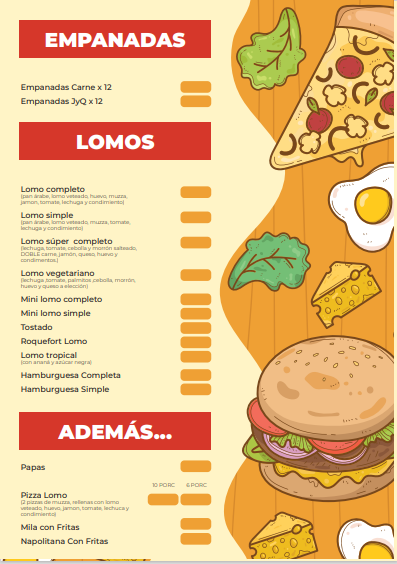 EMPANADAS
Empanadas Carne x 12
Empanadas JyQ x 12
LOMOS
Lomo completo
(pan árabe, lomo veteado, huevo, muzza,
jamon, tomate, lechuga y condimiento)
Lomo simple
(pan árabe, lomo veteado, muzza, tomate,
lechuga y condimiento)
Lomo súper completo
(lechuga, tomate, cebolla y morrón salteado,
DOBLE carne, jamón, queso, huevo y
condimentos)
Lomo vegetariano
(lechuga ,tomate, palmitos ,cebolla, morrón,
huevo y queso a elección)
Mini lomo completo
Mini lomo simple
Tostado
Roquefort Lomo
Lomo tropical
(con ananá y azúcar negra)
Hamburguesa Completa
Hamburguesa Simple
ADEMÁS...
Papas
10 PORC 6 PORC
Pizza Lomo
(2 pizzas de muzza, rellenas con lomo
veteado, huevo, jamon, tomate, lechuca y
condimiento)
Mila con Fritas
Napolitana Con Fritas